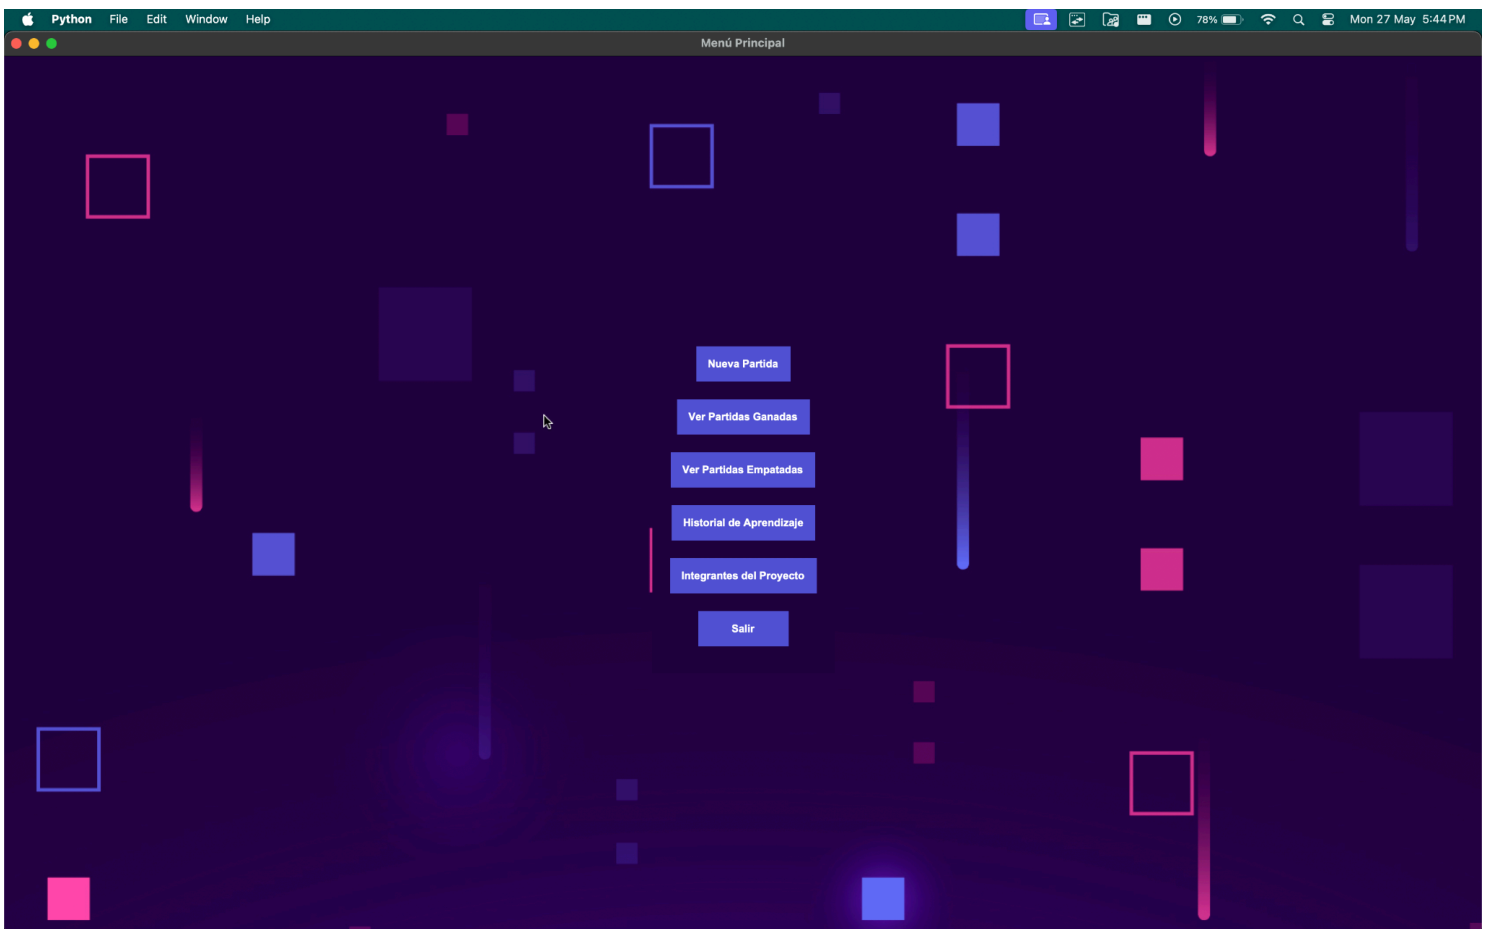 Python File Edit Window Help 78% Mon 27 May 5:44 PM
Menú Principal
Nueva Partida
Ver Partidas Ganadas
Ver Partidas Empatadas
Historial de Aprendizaje
Integrantes del Proyecto
Salir